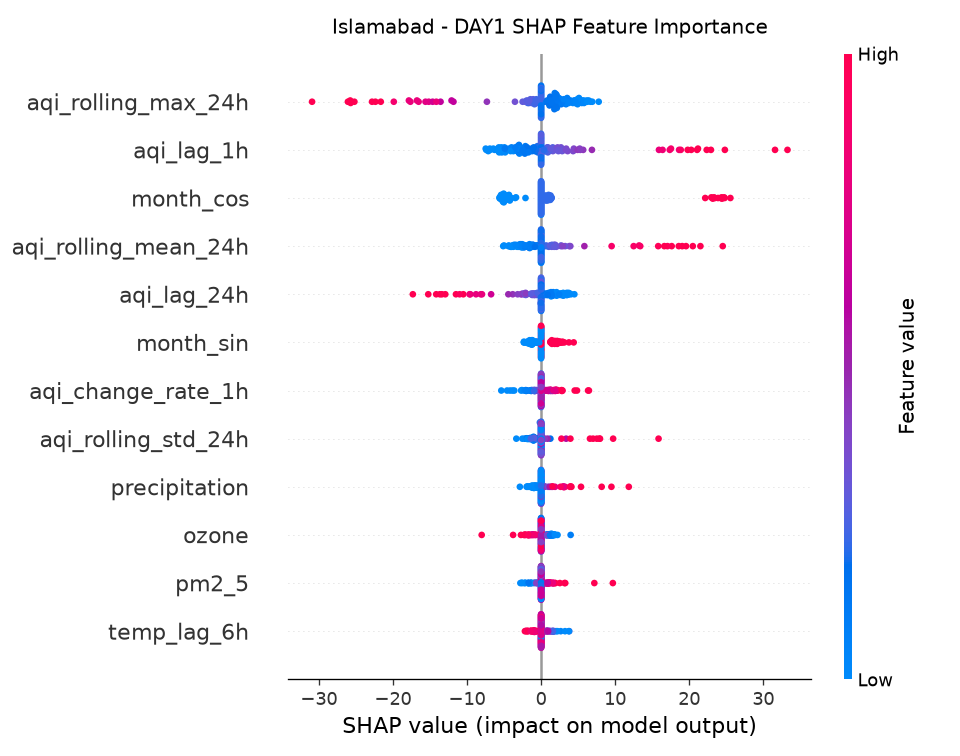 Islamabad - DAY1 SHAP Feature Importance
High
aqi_rolling_max_24h
aqi_lag_1h
month_cos
aqi_rolling_mean_24h
aqi_lag_24h
month_sin
aqi_change_rate_1h
aqi_rolling_std_24h
precipitation
ozone
pm2_5
temp_lag_6h
Feature value
Low
−30 −20 −10 0 10 20 30
SHAP value (impact on model output)